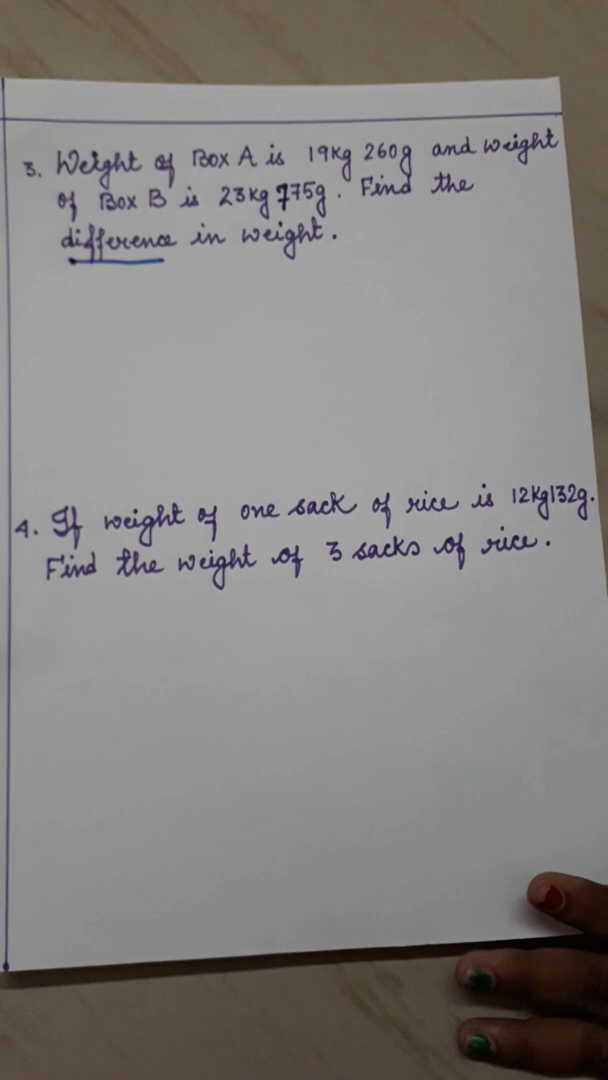 3. Weight of Box A is 19kg 260g and weight
of Box B is 23kg 775g. Find the
difference in weight.
4. If weight of one sack of rice is 12kg132g.
Find the weight of 3 sacks of rice.